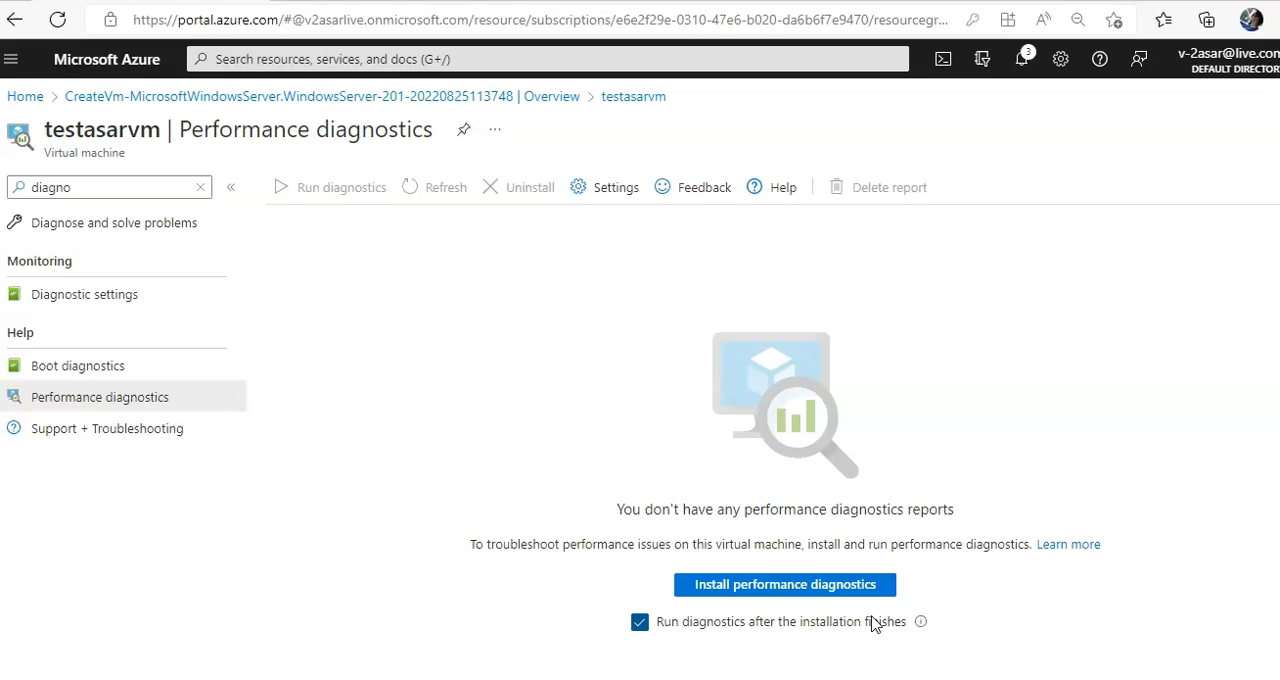 https://portal.azure.com/#@v2asarlive.onmicrosoft.com/resource/subscriptions/e6e2f29e-0310-47e6-b020-da6b6f7e9470/resourcegr...
Microsoft Azure
Search resources, services, and docs (G+/)
3
v-2asar@live.com
DEFAULT DIRECTOR
Home > CreateVm-MicrosoftWindowsServer.WindowsServer-201-20220825113748 | Overview > testasarvm
testasarvm | Performance diagnostics
Virtual machine
diagno
Run diagnostics
Refresh
Uninstall
Settings
Feedback
Help
Delete report
Diagnose and solve problems
Monitoring
Diagnostic settings
Help
Boot diagnostics
Performance diagnostics
Support + Troubleshooting
You don't have any performance diagnostics reports
To troubleshoot performance issues on this virtual machine, install and run performance diagnostics. Learn more
Install performance diagnostics
Run diagnostics after the installation finishes